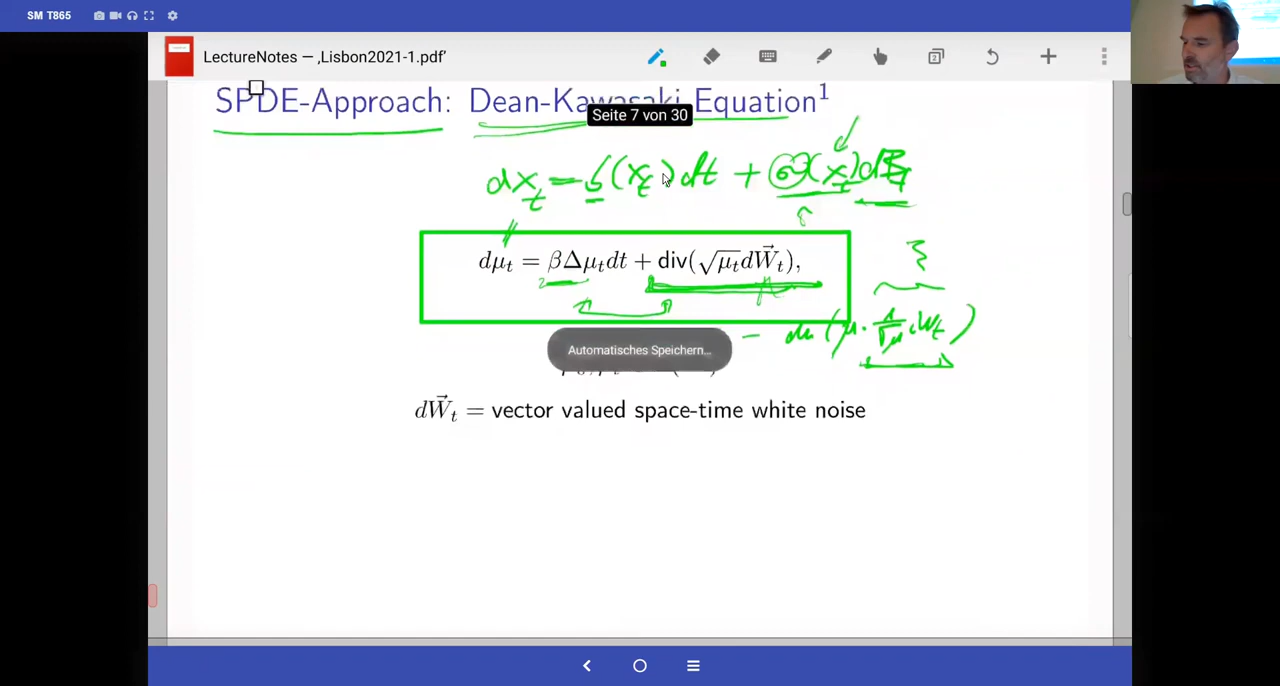 SM T865
LectureNotes — ‚Lisbon2021-1.pdf'
2
SPDE-Approach: Dean-Kawasaki Equation¹
Seite 7 von 30
dx_t = b(x_t)dt + σ(x_t)dB_t
dμ_t = βΔμ_t dt + div(√μ_t dW⃗_t),
ξ
Automatisches Speichern...
dW⃗_t = vector valued space-time white noise